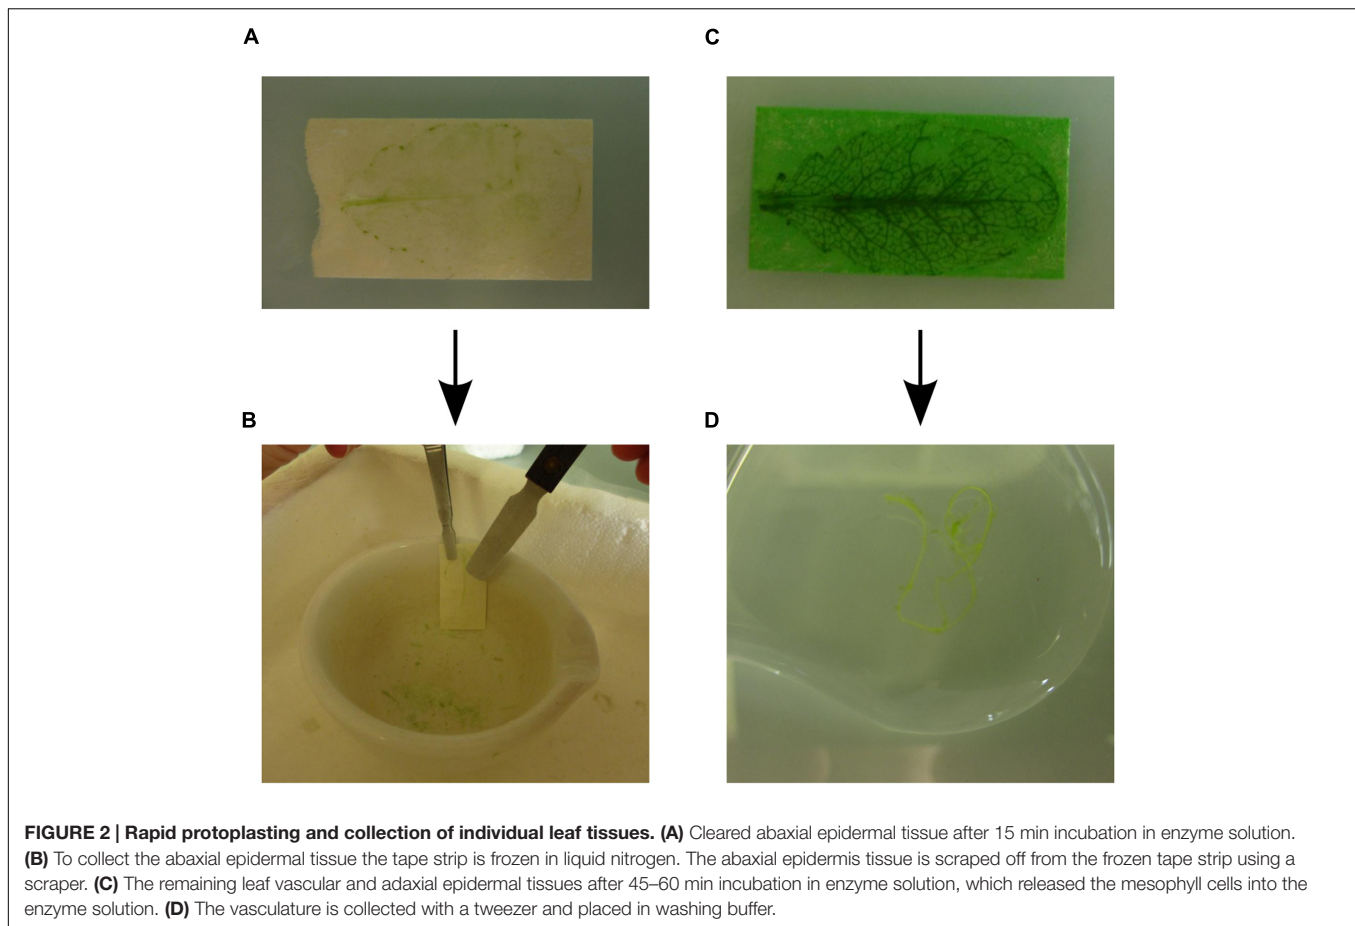 A
C
B
D
FIGURE 2 | Rapid protoplasting and collection of individual leaf tissues. (A) Cleared abaxial epidermal tissue after 15 min incubation in enzyme solution.
(B) To collect the abaxial epidermal tissue the tape strip is frozen in liquid nitrogen. The abaxial epidermis tissue is scraped off from the frozen tape strip using a
scraper. (C) The remaining leaf vascular and adaxial epidermal tissues after 45–60 min incubation in enzyme solution, which released the mesophyll cells into the
enzyme solution. (D) The vasculature is collected with a tweezer and placed in washing buffer.